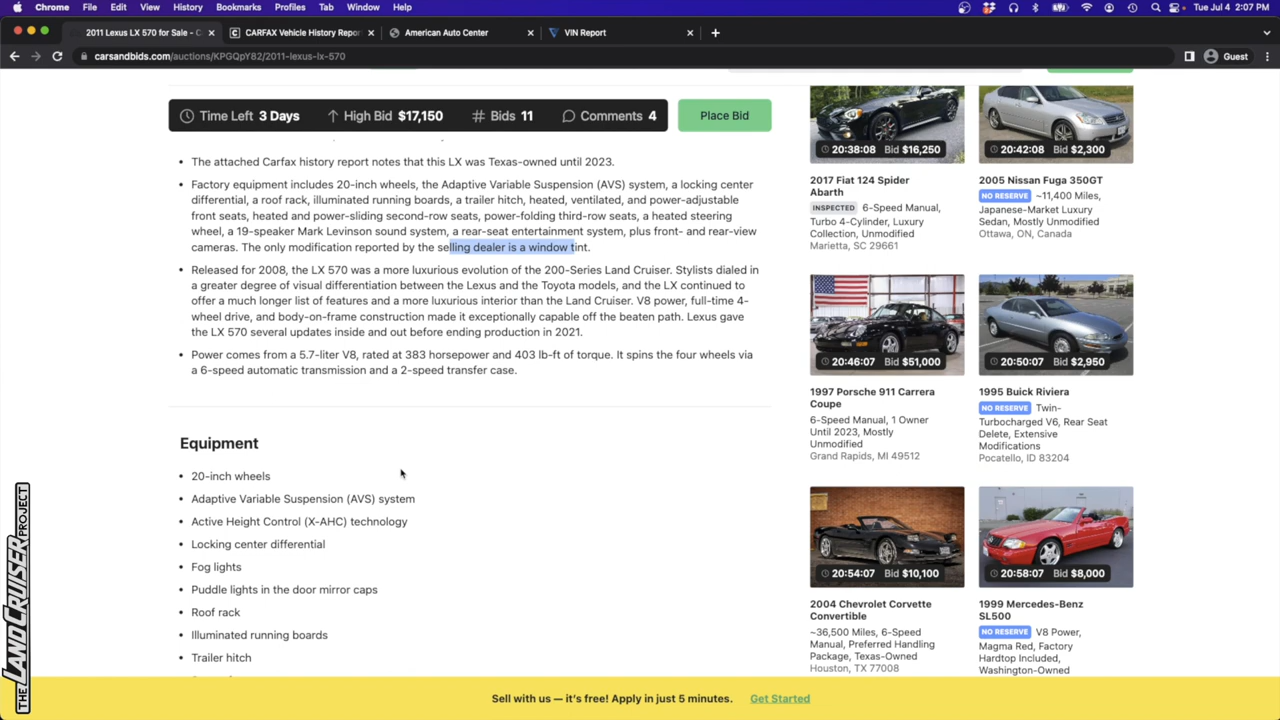 Chrome File Edit View History Bookmarks Profiles Tab Window Help Tue Jul 4 2:07 PM
2011 Lexus LX 570 for Sale - C CARFAX Vehicle History Repor American Auto Center VIN Report
carsandbids.com/auctions/KPGQpY82/2011-lexus-lx-570 Guest
Time Left 3 Days High Bid $17,150 # Bids 11 Comments 4 Place Bid
• The attached Carfax history report notes that this LX was Texas-owned until 2023.
• Factory equipment includes 20-inch wheels, the Adaptive Variable Suspension (AVS) system, a locking center
differential, a roof rack, illuminated running boards, a trailer hitch, heated, ventilated, and power-adjustable
front seats, heated and power-sliding second-row seats, power-folding third-row seats, a heated steering
wheel, a 19-speaker Mark Levinson sound system, a rear-seat entertainment system, plus front- and rear-view
cameras. The only modification reported by the selling dealer is a window tint.
• Released for 2008, the LX 570 was a more luxurious evolution of the 200-Series Land Cruiser. Stylists dialed in
a greater degree of visual differentiation between the Lexus and the Toyota models, and the LX continued to
offer a much longer list of features and a more luxurious interior than the Land Cruiser. V8 power, full-time 4-
wheel drive, and body-on-frame construction made it exceptionally capable off the beaten path. Lexus gave
the LX 570 several updates inside and out before ending production in 2021.
• Power comes from a 5.7-liter V8, rated at 383 horsepower and 403 lb-ft of torque. It spins the four wheels via
a 6-speed automatic transmission and a 2-speed transfer case.
Equipment
• 20-inch wheels
• Adaptive Variable Suspension (AVS) system
• Active Height Control (X-AHC) technology
• Locking center differential
• Fog lights
• Puddle lights in the door mirror caps
• Roof rack
• Illuminated running boards
• Trailer hitch
20:38:08 Bid $16,250
2017 Fiat 124 Spider
Abarth
INSPECTED 6-Speed Manual,
Turbo 4-Cylinder, Luxury
Collection, Unmodified
Marietta, SC 29661
20:42:08 Bid $2,300
2005 Nissan Fuga 350GT
NO RESERVE ~11,400 Miles,
Japanese-Market Luxury
Sedan, Mostly Unmodified
Ottawa, ON, Canada
20:46:07 Bid $51,000
1997 Porsche 911 Carrera
Coupe
6-Speed Manual, 1 Owner
Until 2023, Mostly
Unmodified
Grand Rapids, MI 49512
20:50:07 Bid $2,950
1995 Buick Riviera
NO RESERVE Twin-
Turbocharged V6, Rear Seat
Delete, Extensive
Modifications
Pocatello, ID 83204
20:54:07 Bid $10,100
2004 Chevrolet Corvette
Convertible
~36,500 Miles, 6-Speed
Manual, Preferred Handling
Package, Texas-Owned
Houston, TX 77008
20:58:07 Bid $8,000
1999 Mercedes-Benz
SL500
NO RESERVE V8 Power,
Magma Red, Factory
Hardtop Included,
Washington-Owned
Sell with us — it's free! Apply in just 5 minutes. Get Started
THE LAND CRUISER PROJECT